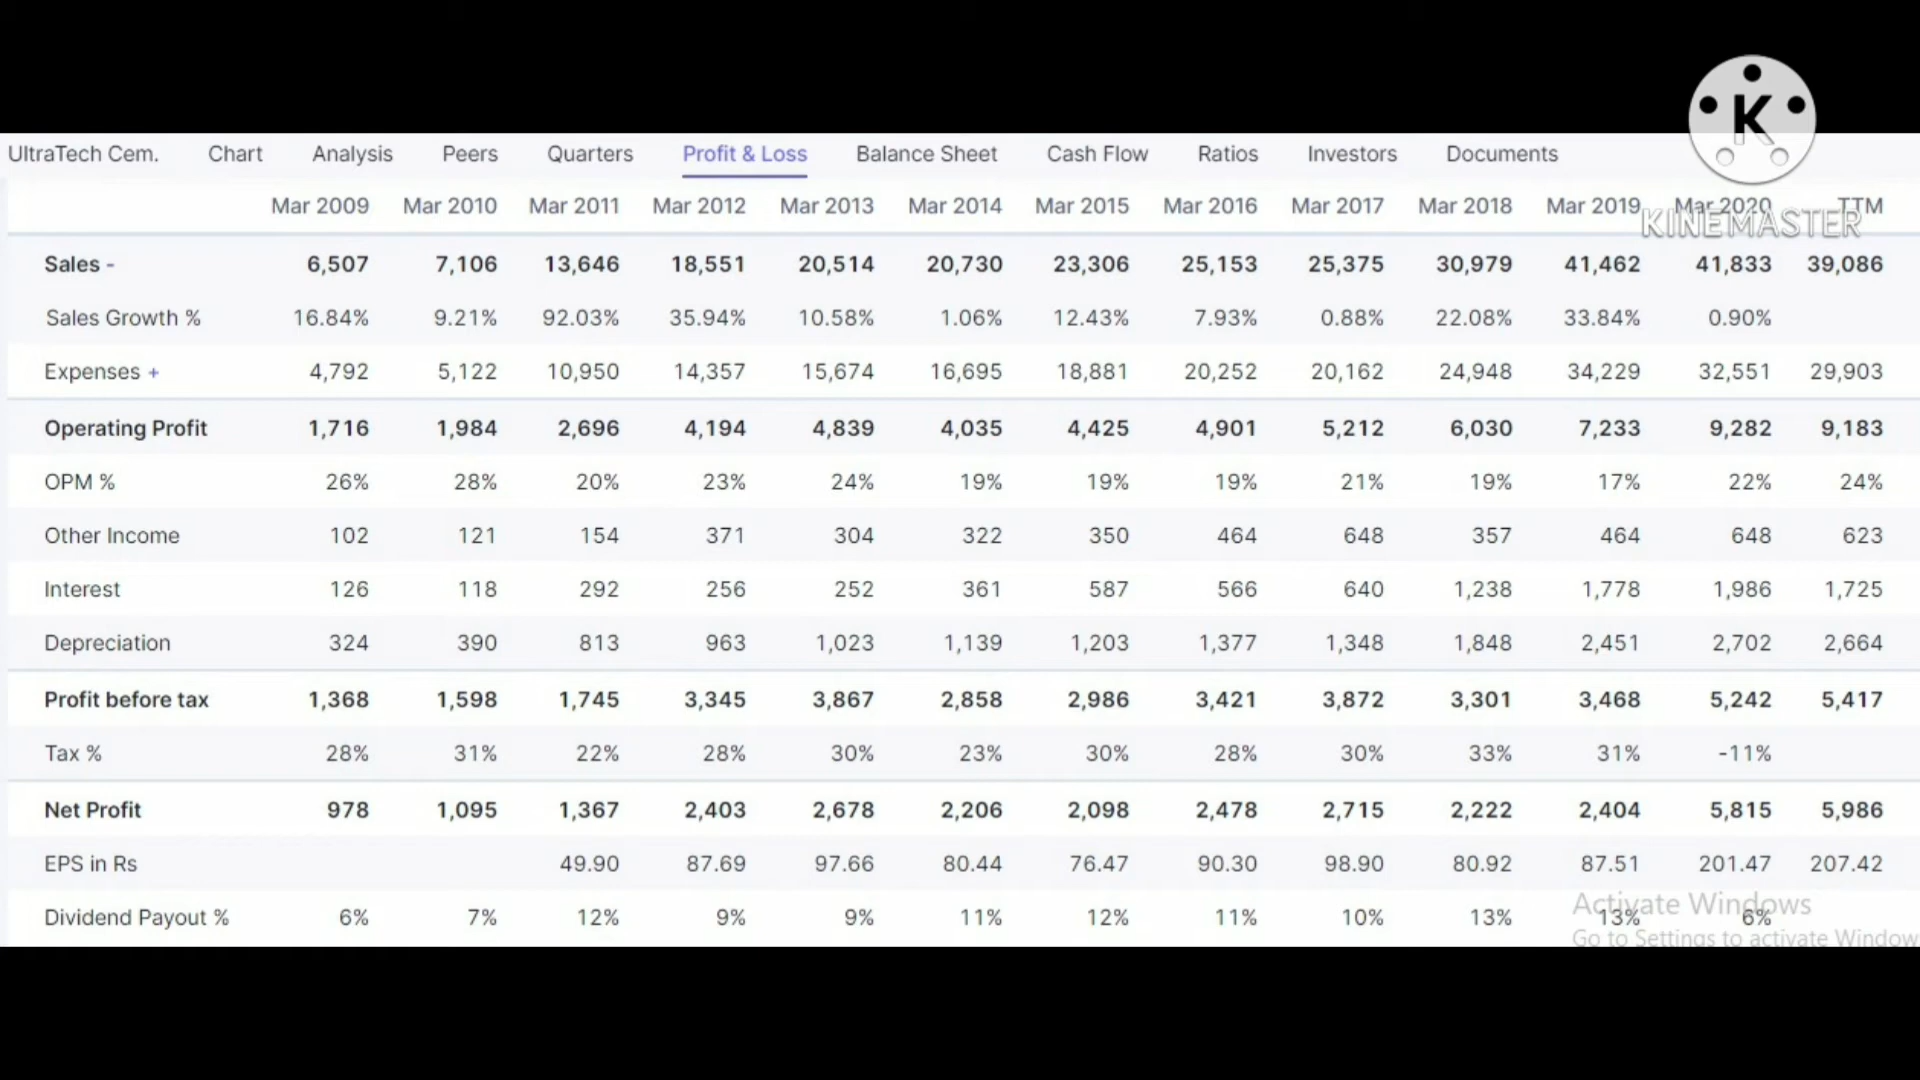 K
KINEMASTER
UltraTech Cem. Chart Analysis Peers Quarters Profit & Loss Balance Sheet Cash Flow Ratios Investors Documents
Mar 2009 Mar 2010 Mar 2011 Mar 2012 Mar 2013 Mar 2014 Mar 2015 Mar 2016 Mar 2017 Mar 2018 Mar 2019 Mar 2020 TTM
Sales - 6,507 7,106 13,646 18,551 20,514 20,730 23,306 25,153 25,375 30,979 41,462 41,833 39,086
Sales Growth % 16.84% 9.21% 92.03% 35.94% 10.58% 1.06% 12.43% 7.93% 0.88% 22.08% 33.84% 0.90%
Expenses + 4,792 5,122 10,950 14,357 15,674 16,695 18,881 20,252 20,162 24,948 34,229 32,551 29,903
Operating Profit 1,716 1,984 2,696 4,194 4,839 4,035 4,425 4,901 5,212 6,030 7,233 9,282 9,183
OPM % 26% 28% 20% 23% 24% 19% 19% 19% 21% 19% 17% 22% 24%
Other Income 102 121 154 371 304 322 350 464 648 357 464 648 623
Interest 126 118 292 256 252 361 587 566 640 1,238 1,778 1,986 1,725
Depreciation 324 390 813 963 1,023 1,139 1,203 1,377 1,348 1,848 2,451 2,702 2,664
Profit before tax 1,368 1,598 1,745 3,345 3,867 2,858 2,986 3,421 3,872 3,301 3,468 5,242 5,417
Tax % 28% 31% 22% 28% 30% 23% 30% 28% 30% 33% 31% -11%
Net Profit 978 1,095 1,367 2,403 2,678 2,206 2,098 2,478 2,715 2,222 2,404 5,815 5,986
EPS in Rs 49.90 87.69 97.66 80.44 76.47 90.30 98.90 80.92 87.51 201.47 207.42
Dividend Payout % 6% 7% 12% 9% 9% 11% 12% 11% 10% 13% 13% 6%
Activate Windows
Go to Settings to activate Window